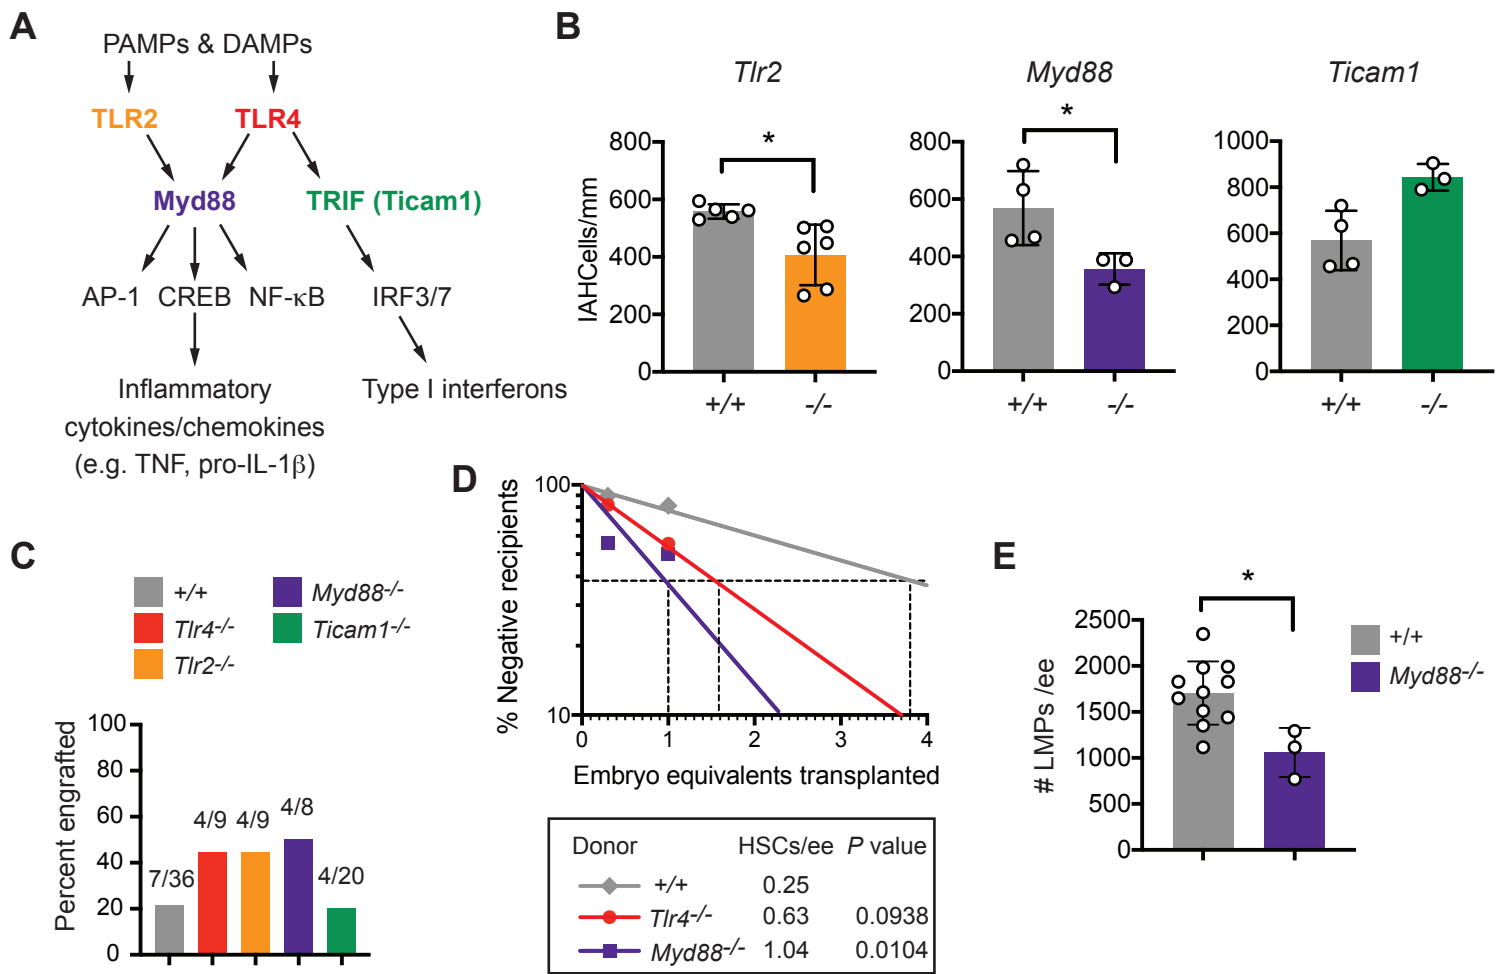 A
PAMPs & DAMPs
TLR2 TLR4
Myd88 TRIF (Ticam1)
AP-1 CREB NF-κB IRF3/7
Inflammatory
cytokines/chemokines
(e.g. TNF, pro-IL-1β)
Type I interferons
B
Tlr2
IAHCells/mm
800
600
400
200
0
*
+/+ -/-
Myd88
800
600
400
200
0
*
+/+ -/-
Ticam1
1000
800
600
400
200
0
+/+ -/-
C
+/+
Tlr4-/-
Tlr2-/-
Myd88-/-
Ticam1-/-
Percent engrafted
100
80
60
40
20
0
7/36 4/9 4/9 4/8 4/20
D
% Negative recipients
100
10
0 1 2 3 4
Embryo equivalents transplanted
Donor HSCs/ee P value
+/+ 0.25
Tlr4-/- 0.63 0.0938
Myd88-/- 1.04 0.0104
E
# LMPs /ee
2500
2000
1500
1000
500
0
*
+/+
Myd88-/-